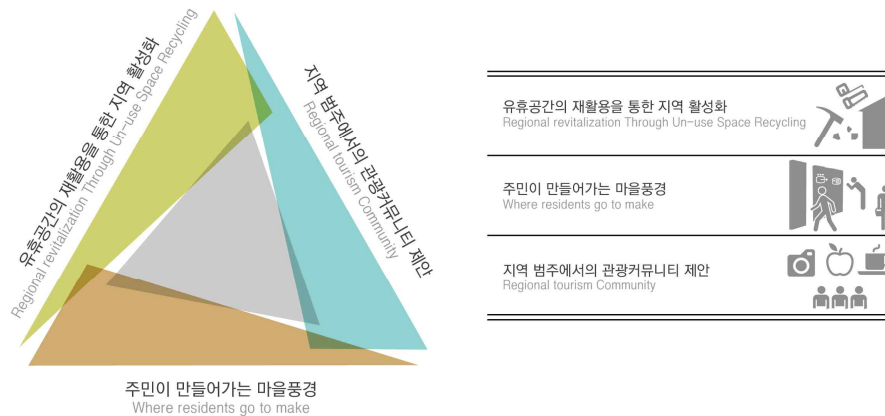 유휴공간의 재활용을 통한 지역 활성화
Regional revitalization Through Un-use Space Recycling
지역 범주에서의 관광커뮤니티 제안
Regional tourism Community
주민이 만들어가는 마을풍경
Where residents go to make
유휴공간의 재활용을 통한 지역 활성화
Regional revitalization Through Un-use Space Recycling
주민이 만들어가는 마을풍경
Where residents go to make
지역 범주에서의 관광커뮤니티 제안
Regional tourism Community